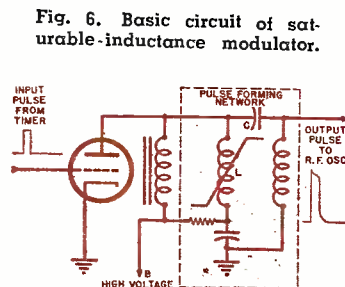 Fig. 6. Basic circuit of sat-
urable-inductance modulator.
INPUT
PULSE
FROM
TIMER
PULSE FORMING
NETWORK
C
L
OUTPUT
PULSE
TO
R.F. OSC
B
HIGH VOLTAGE